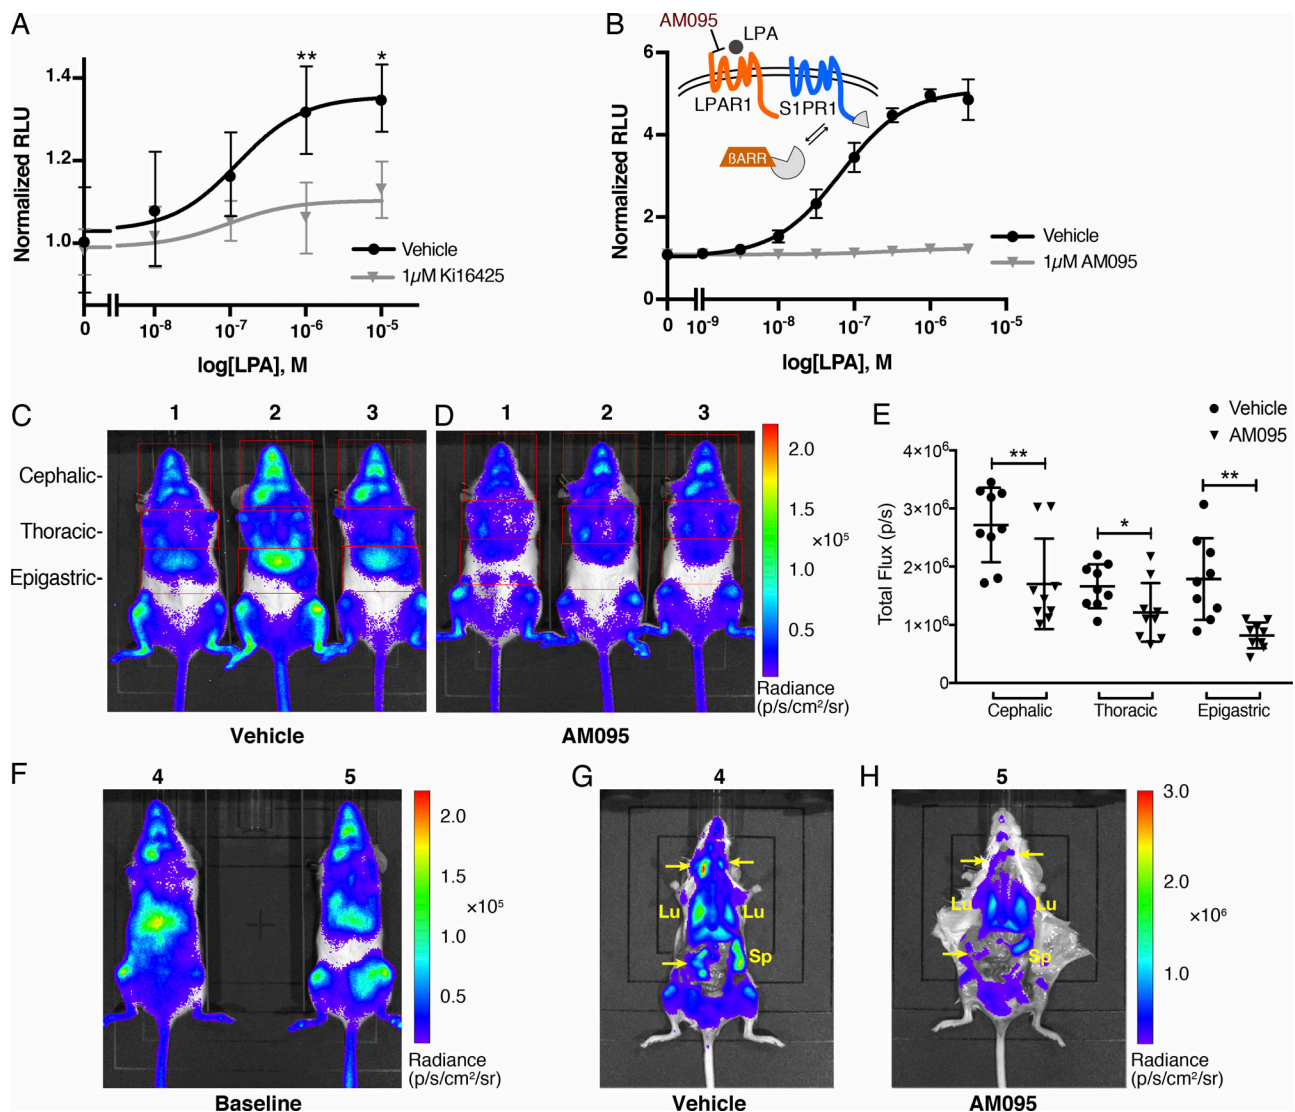 A
Normalized RLU
1.4
1.2
1.0
** *
Vehicle
1µM Ki16425
0 10-8 10-7 10-6 10-5
log[LPA], M
B
AM095
LPA
LPAR1 S1PR1
βARR
Normalized RLU
6
4
2
0
Vehicle
1µM AM095
0 10-9 10-8 10-7 10-6 10-5
log[LPA], M
C
1 2 3
Cephalic-
Thoracic-
Epigastric-
Vehicle
D
1 2 3
AM095
2.0
1.5
×10⁵
1.0
0.5
Radiance
(p/s/cm²/sr)
E
Vehicle
AM095
Total Flux (p/s)
4×10⁶
3×10⁶
2×10⁶
1×10⁶
0
** * **
Cephalic Thoracic Epigastric
F
4 5
Baseline
2.0
1.5
×10⁵
1.0
0.5
Radiance
(p/s/cm²/sr)
G
4
Lu Lu
Sp
Vehicle
H
5
Lu Lu
Sp
AM095
3.0
2.0
×10⁶
1.0
Radiance
(p/s/cm²/sr)